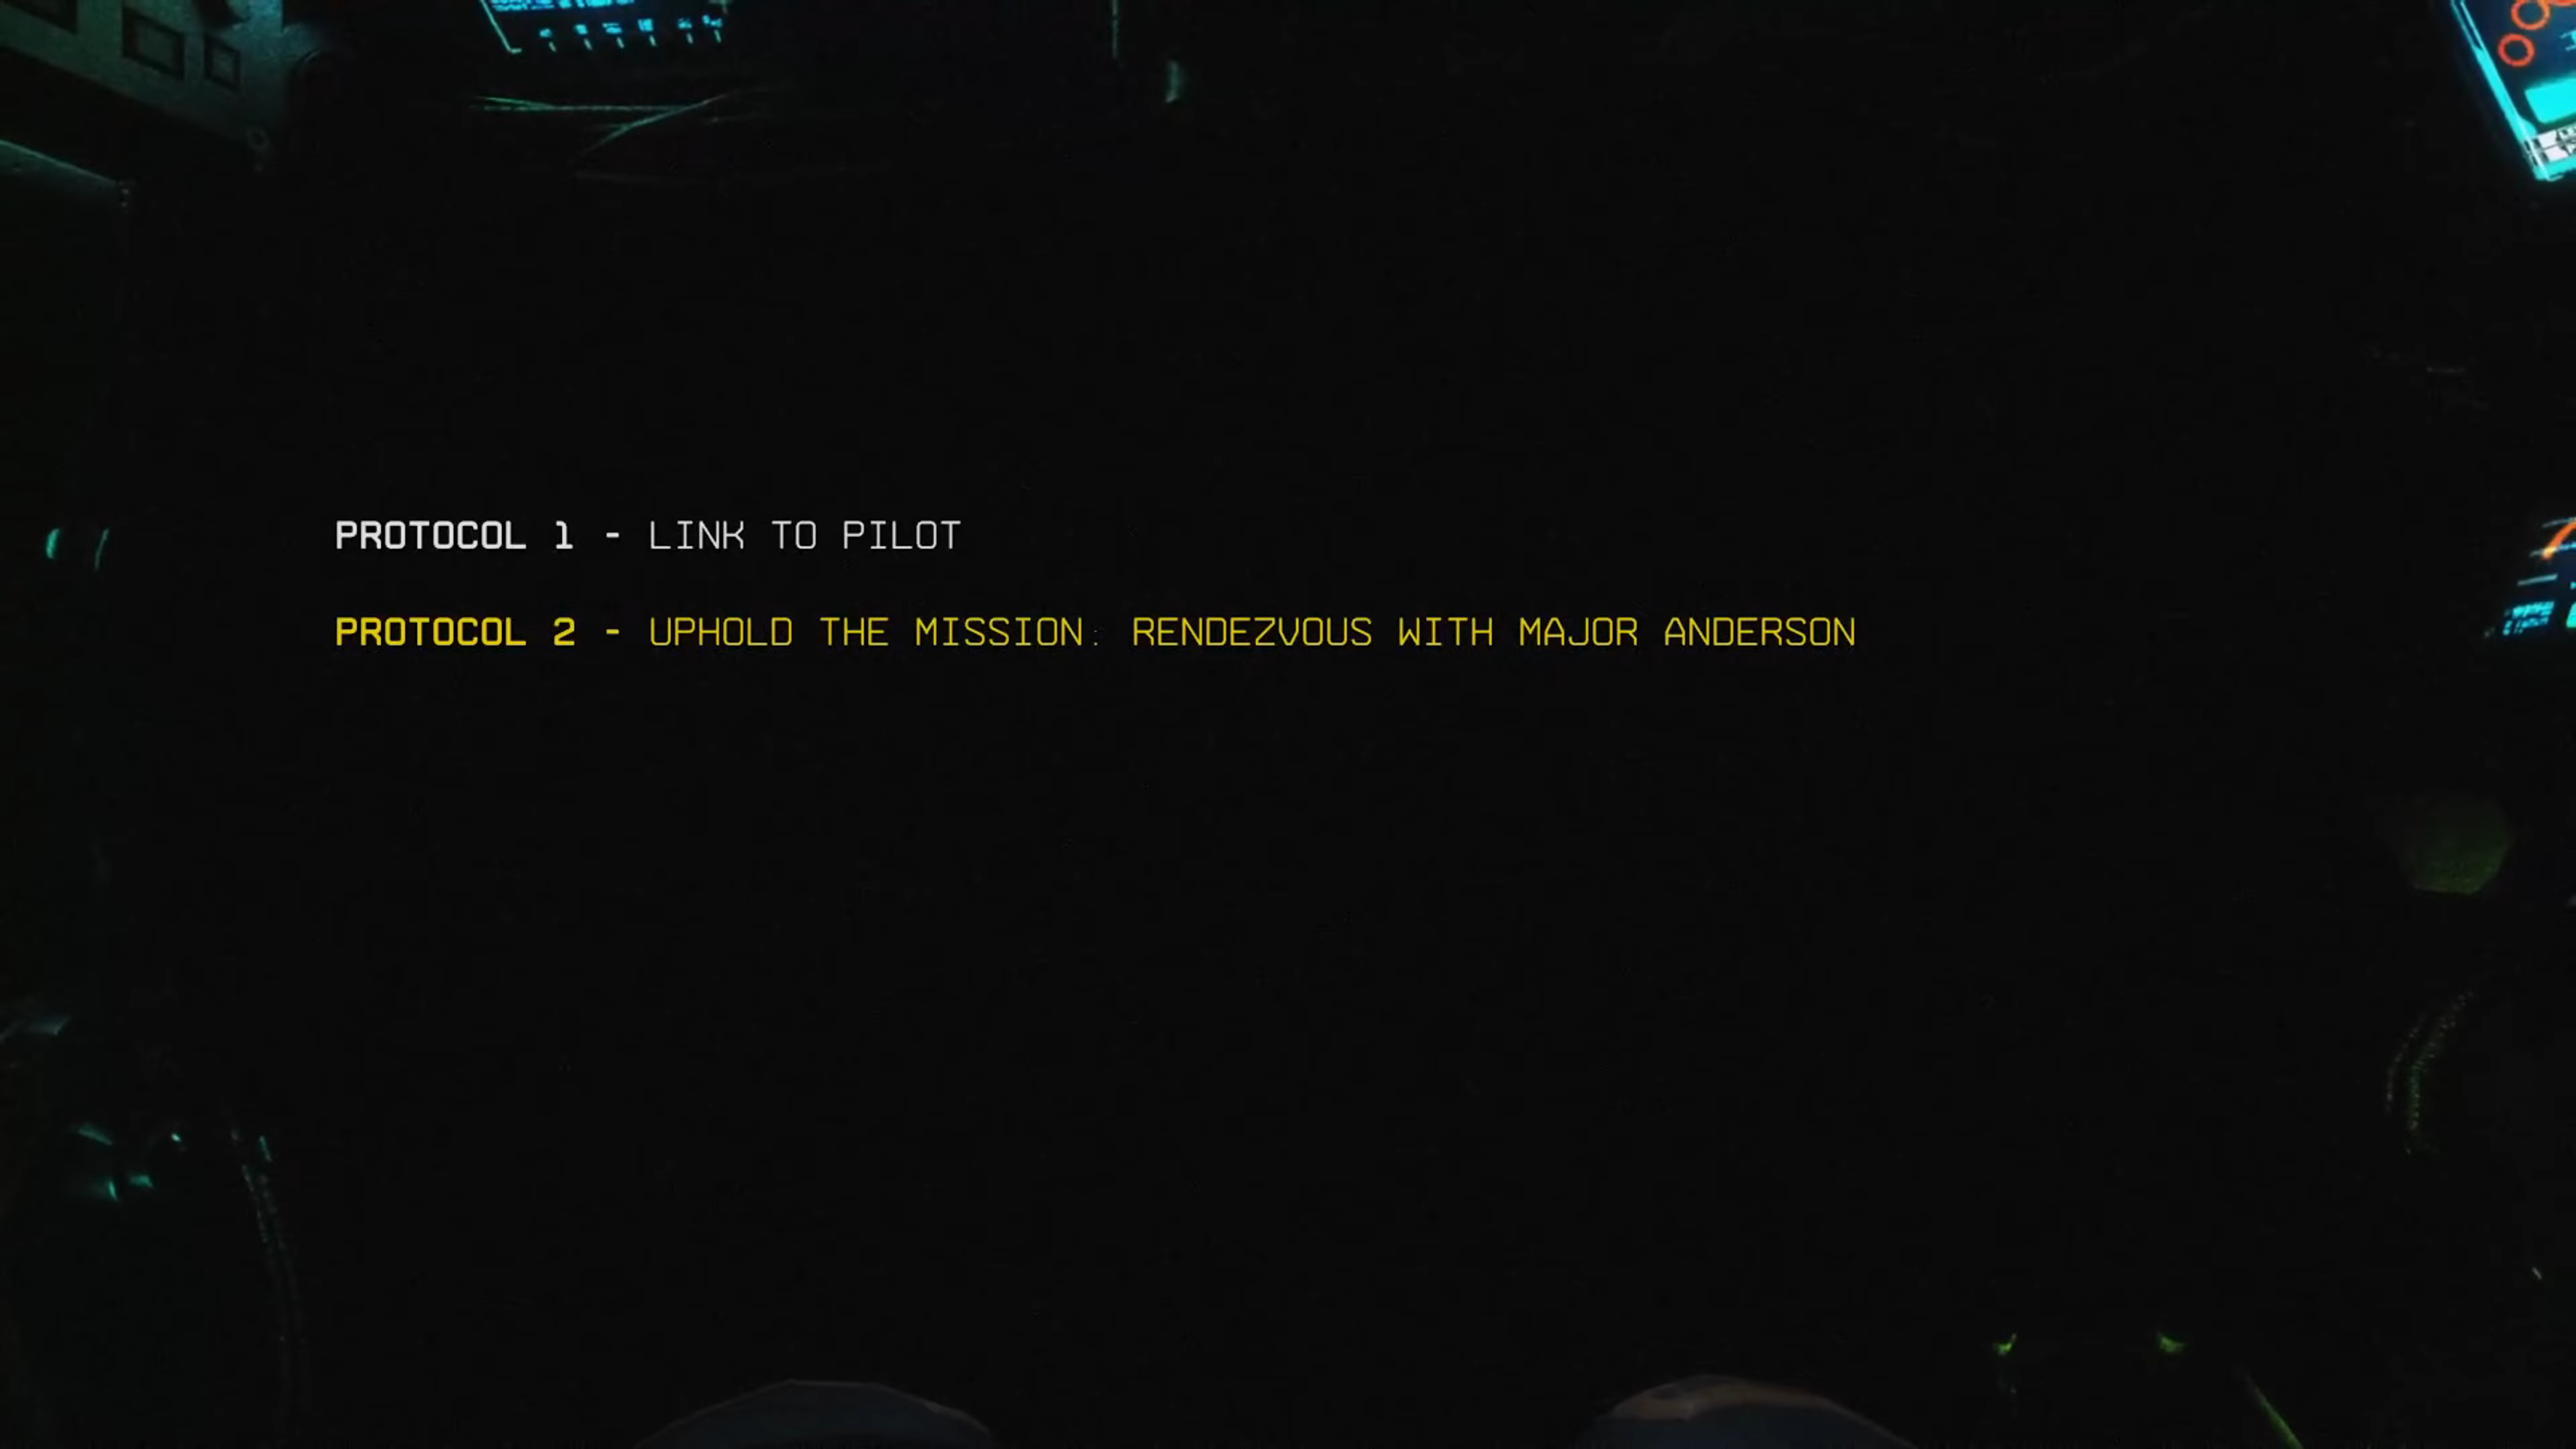 PROTOCOL 1 - LINK TO PILOT
PROTOCOL 2 - UPHOLD THE MISSION: RENDEZVOUS WITH MAJOR ANDERSON